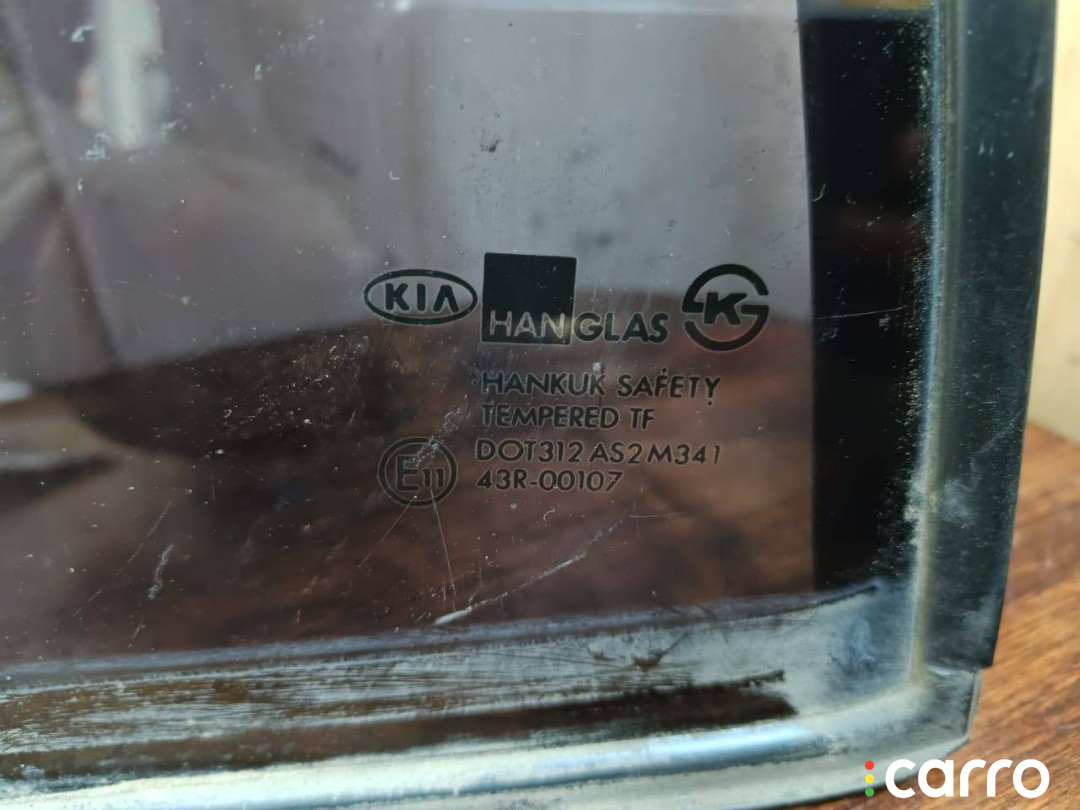 KIA HANGLAS K
HANKUK SAFETY
TEMPERED TF
DOT312 AS2 M341
E11 43R-00107
carro